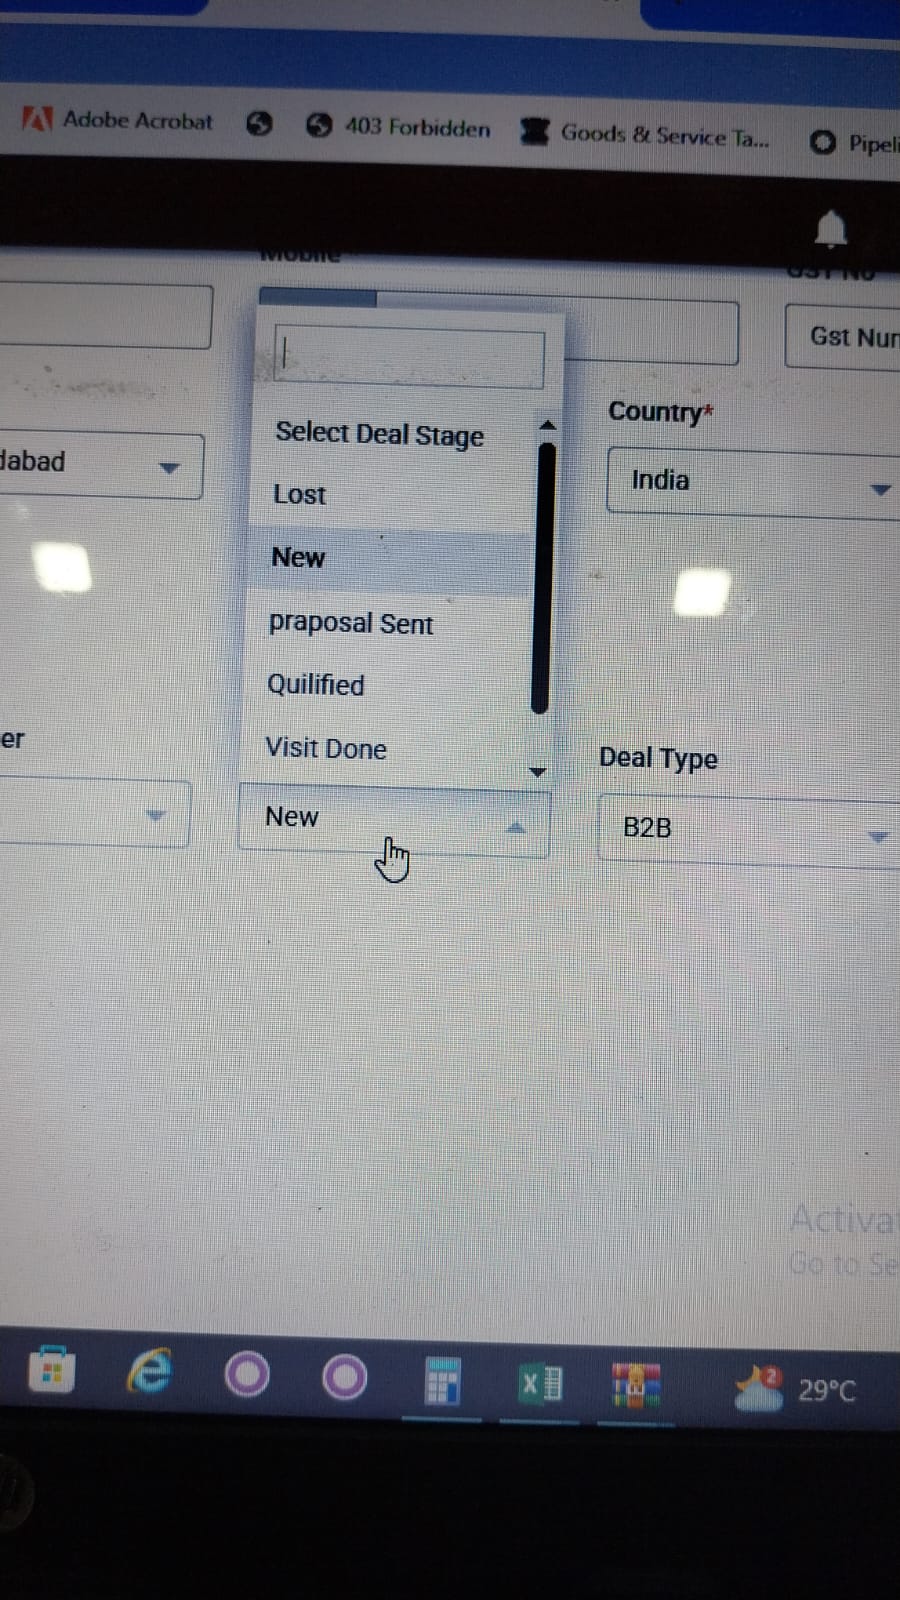 Adobe Acrobat
403 Forbidden
Goods & Service Ta...
Pipeli
Mobile
GST No
Gst Nur
Country*
dabad
India
Select Deal Stage
Lost
New
praposal Sent
Quilified
Visit Done
er
Deal Type
New
B2B
Activa
Go to Se
2
29°C